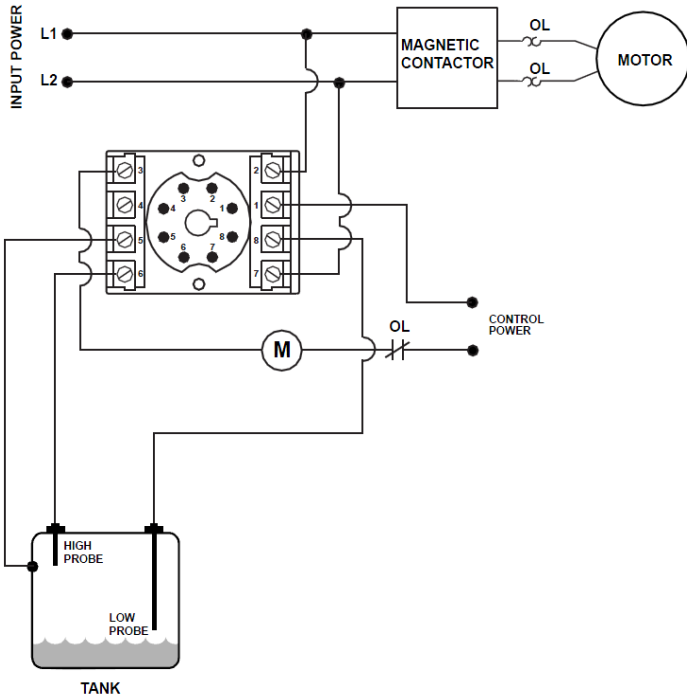 INPUT POWER
L1
L2
MAGNETIC
CONTACTOR
OL
OL
MOTOR
3
4
5
6
3
2
4
1
5
8
6
7
2
1
8
7
CONTROL
POWER
OL
M
HIGH
PROBE
LOW
PROBE
TANK